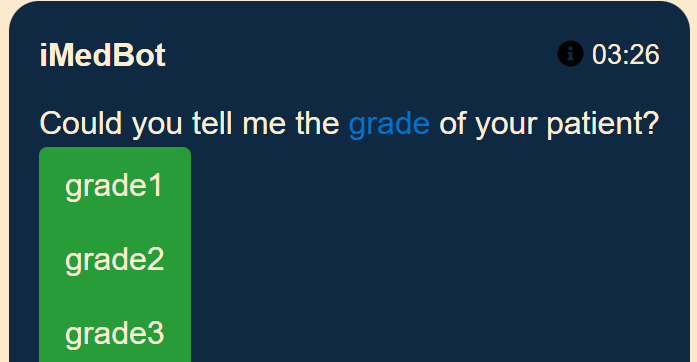 iMedBot 03:26
Could you tell me the grade of your patient?
grade1
grade2
grade3